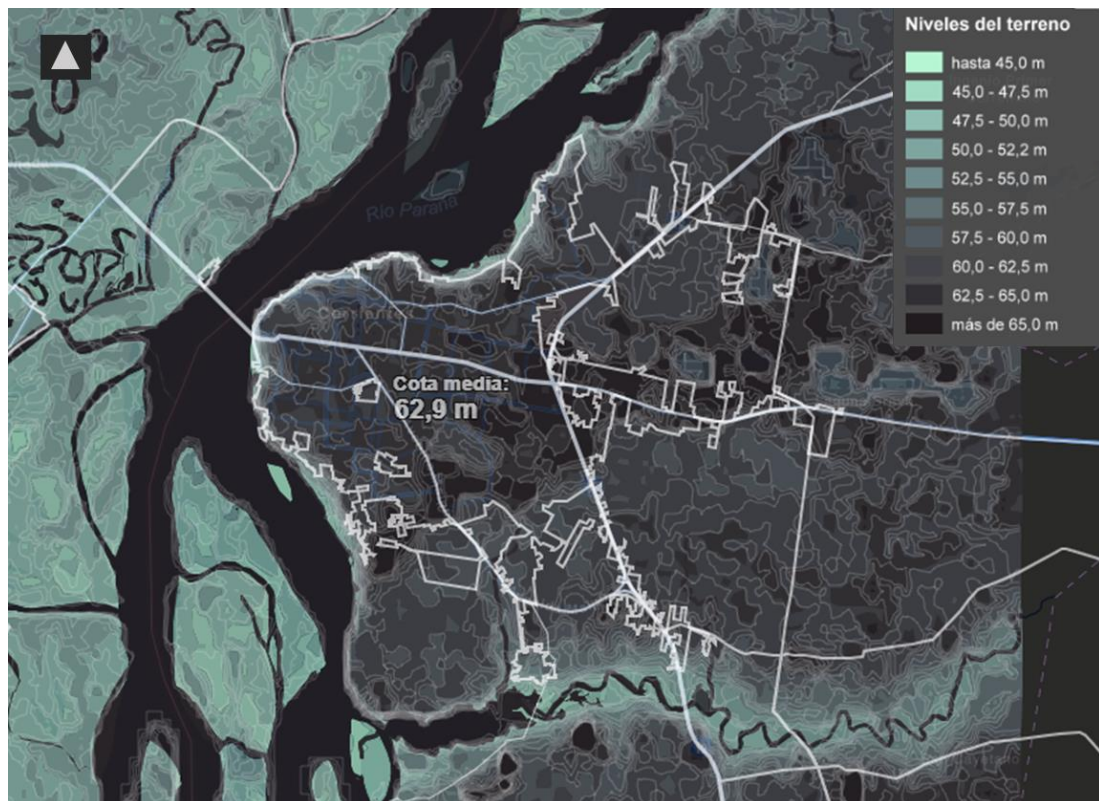 Niveles del terreno
hasta 45,0 m
45,0 - 47,5 m
47,5 - 50,0 m
50,0 - 52,2 m
52,5 - 55,0 m
55,0 - 57,5 m
57,5 - 60,0 m
60,0 - 62,5 m
62,5 - 65,0 m
más de 65,0 m
Río Paraná
Corrientes
Cota media:
62,9 m